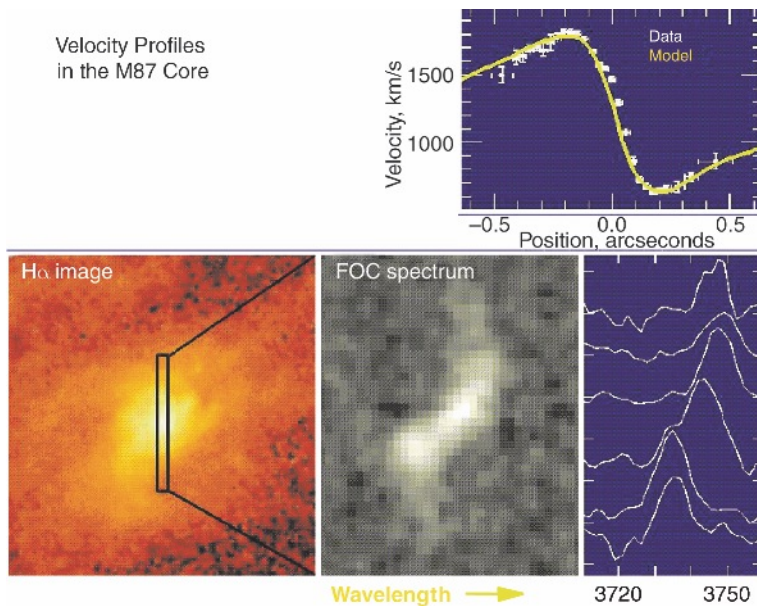 Velocity Profiles
in the M87 Core
Data
Model
Velocity, km/s
1500
1000
−0.5
0.0
0.5
Position, arcseconds
Hα image
FOC spectrum
Wavelength
3720
3750